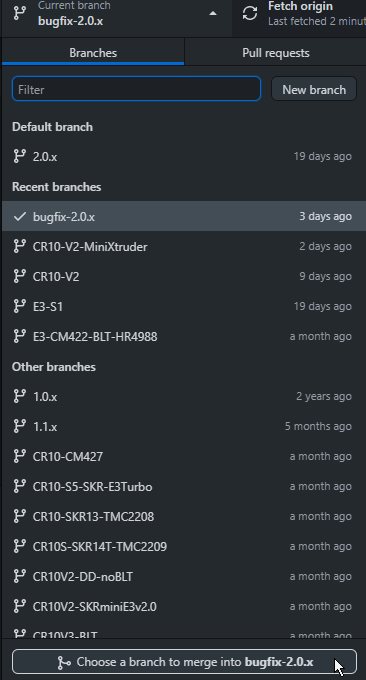 Current branch
bugfix-2.0.x
Fetch origin
Last fetched 2 minut
Branches
Pull requests
Filter
New branch
Default branch
2.0.x 19 days ago
Recent branches
bugfix-2.0.x 3 days ago
CR10-V2-MiniXtruder 2 days ago
CR10-V2 9 days ago
E3-S1 19 days ago
E3-CM422-BLT-HR4988 a month ago
Other branches
1.0.x 2 years ago
1.1.x 5 months ago
CR10-CM427 a month ago
CR10-S5-SKR-E3Turbo a month ago
CR10-SKR13-TMC2208 a month ago
CR10S-SKR14T-TMC2209 a month ago
CR10V2-DD-noBLT a month ago
CR10V2-SKRminiE3v2.0 a month ago
CR10V3-BLT a month ago
Choose a branch to merge into bugfix-2.0.x